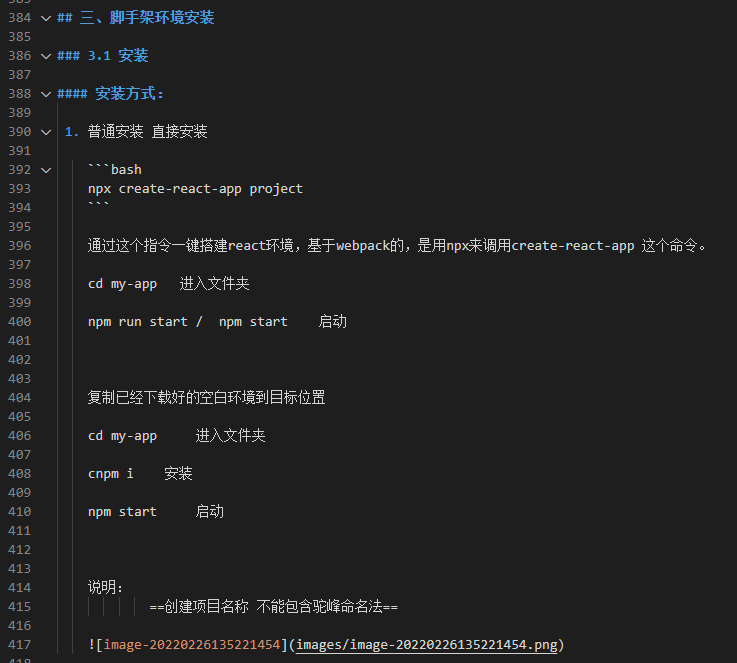 384 ## 三、脚手架环境安装
385
386 ### 3.1 安装
387
388 #### 安装方式:
389
390 1. 普通安装 直接安装
391
392 ```bash
393 npx create-react-app project
394 ```
395
396 通过这个指令一键搭建react环境，基于webpack的，是用npx来调用create-react-app 这个命令。
397
398 cd my-app 进入文件夹
399
400 npm run start / npm start 启动
401
402
403
404 复制已经下载好的空白环境到目标位置
405
406 cd my-app 进入文件夹
407
408 cnpm i 安装
409
410 npm start 启动
411
412
413
414 说明:
415 ==创建项目名称 不能包含驼峰命名法==
416
417 ![image-20220226135221454](images/image-20220226135221454.png)